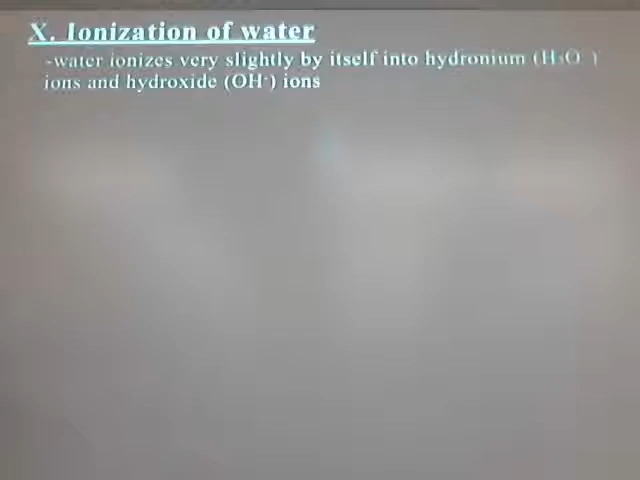 X. Ionization of water
-water ionizes very slightly by itself into hydronium (H₃O )
ions and hydroxide (OH⁻) ions